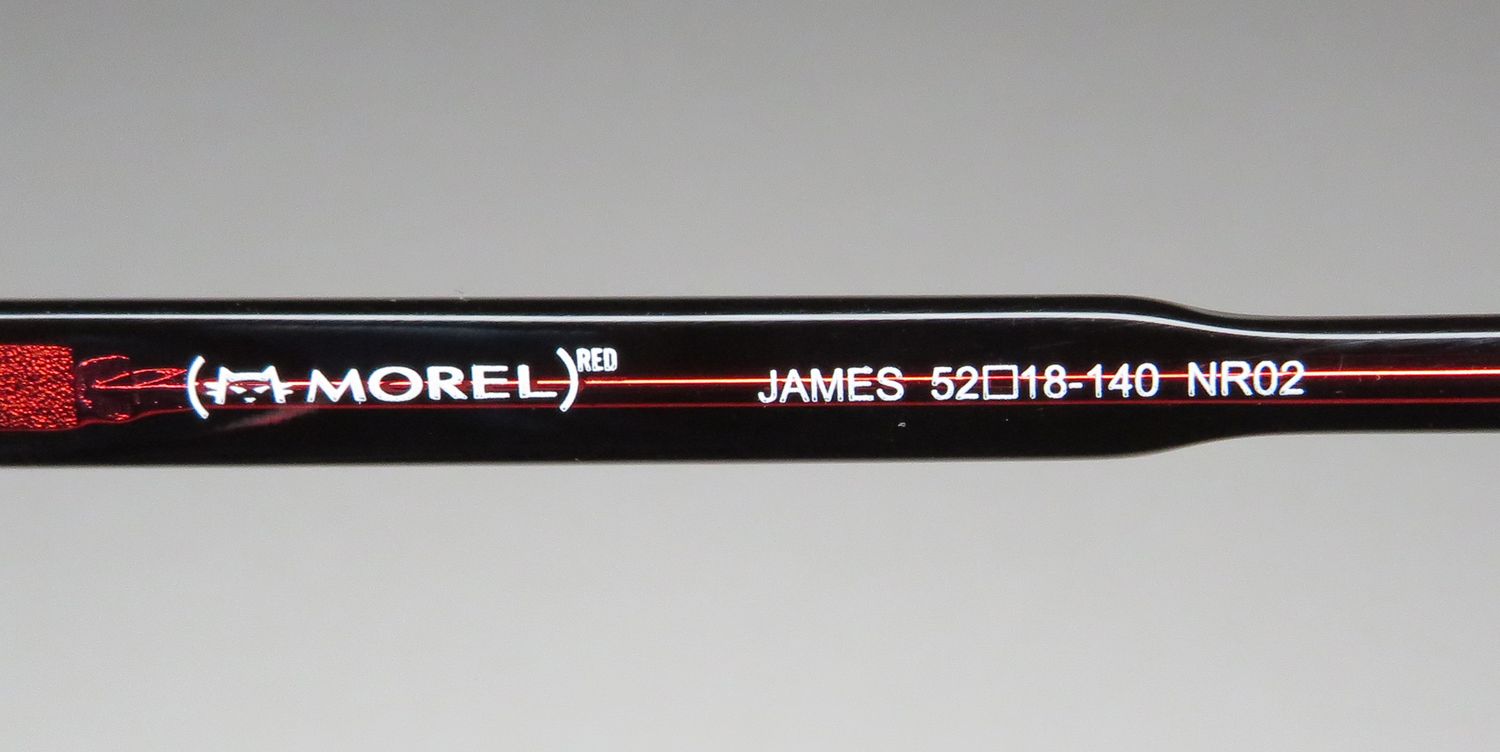 (MOREL)RED JAMES 52□18-140 NR02